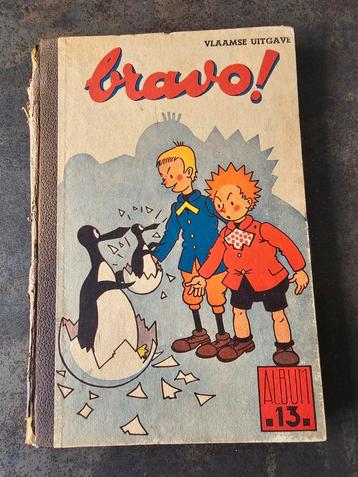 VLAAMSE UITGAVE
bravo!
ALBUM
.13.